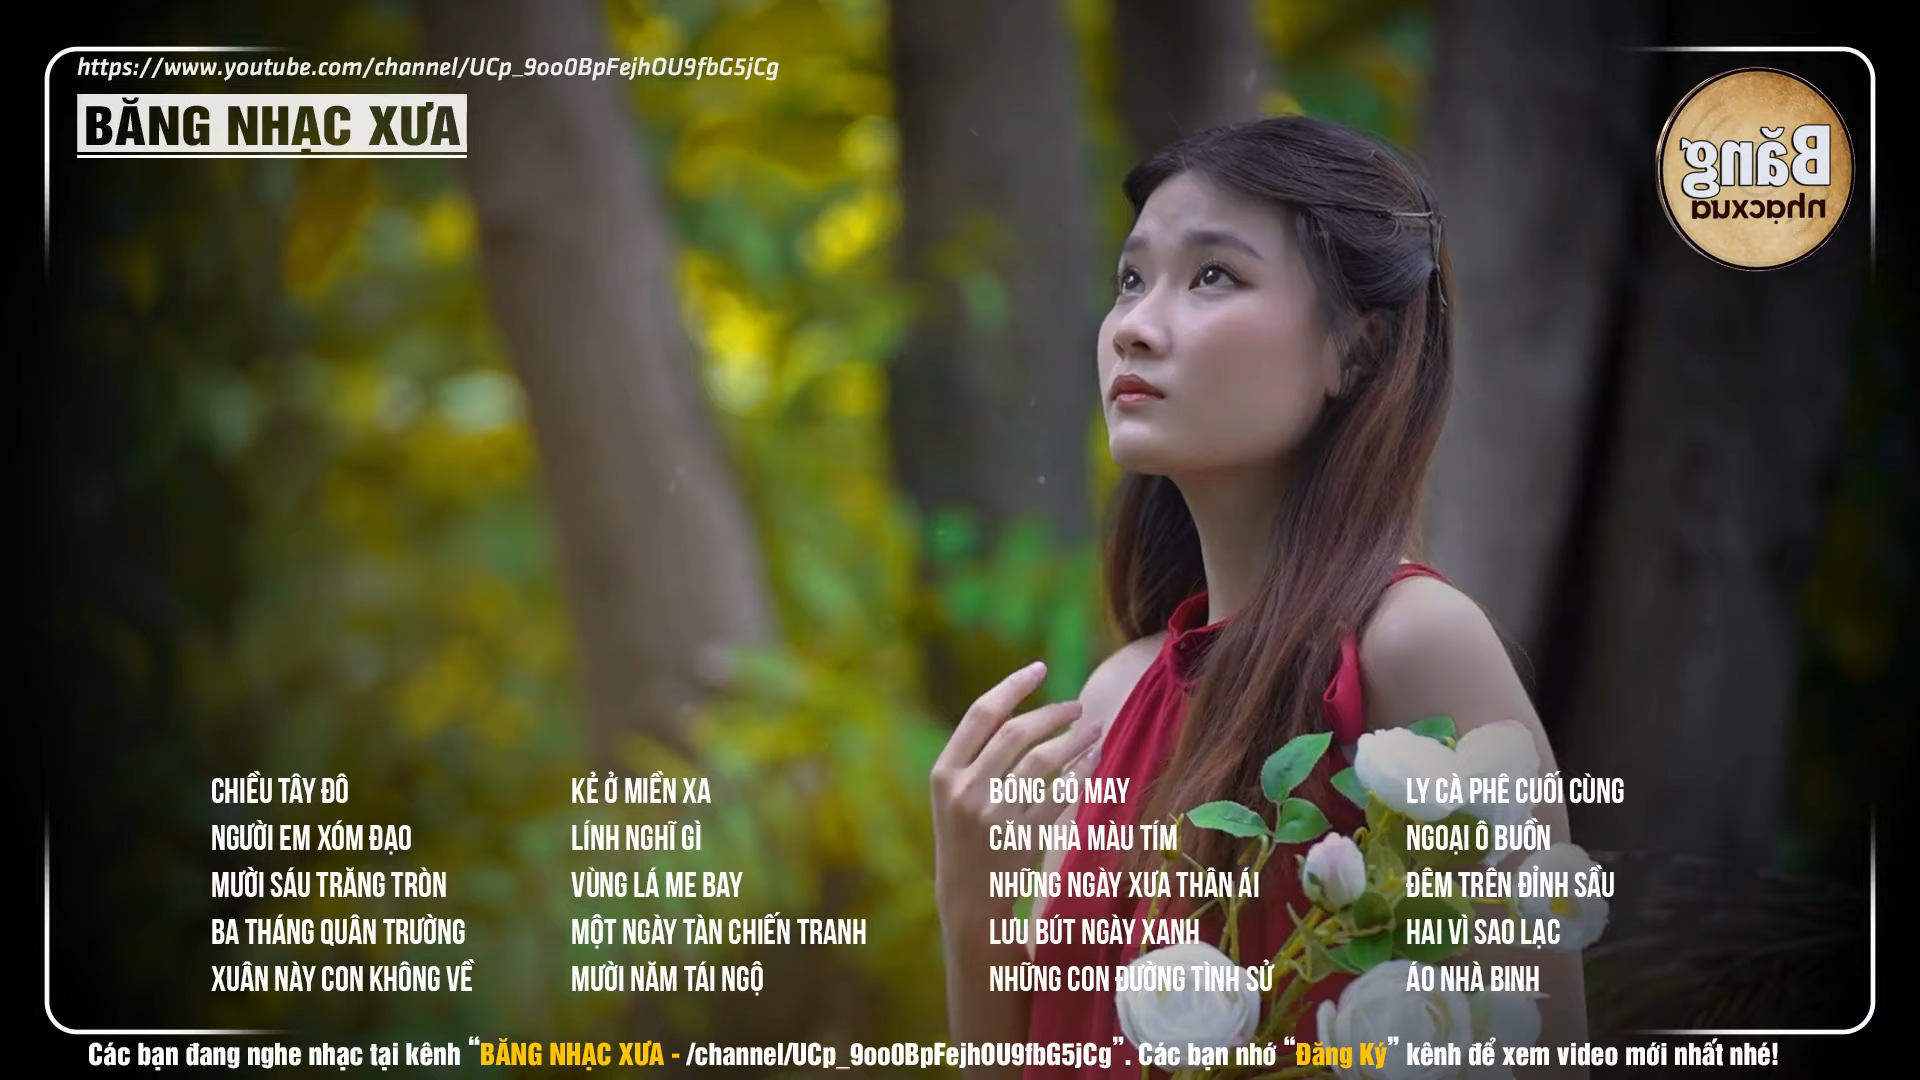 https://www.youtube.com/channel/UCp_9oo0BpFejhOU9fbG5jCg
BĂNG NHẠC XƯA
Băng
nhạcxưa
CHIỀU TÂY ĐÔ
NGƯỜI EM XÓM ĐẠO
MƯỜI SÁU TRĂNG TRÒN
BA THÁNG QUÂN TRƯỜNG
XUÂN NÀY CON KHÔNG VỀ
KẺ Ở MIỀN XA
LÍNH NGHĨ GÌ
VÙNG LÁ ME BAY
MỘT NGÀY TÀN CHIẾN TRANH
MƯỜI NĂM TÁI NGỘ
BÔNG CỎ MAY
CĂN NHÀ MÀU TÍM
NHỮNG NGÀY XƯA THÂN ÁI
LƯU BÚT NGÀY XANH
NHỮNG CON ĐƯỜNG TÌNH SỬ
LY CÀ PHÊ CUỐI CÙNG
NGOẠI Ô BUỒN
ĐÊM TRÊN ĐỈNH SẦU
HAI VÌ SAO LẠC
ÁO NHÀ BINH
Các bạn đang nghe nhạc tại kênh “BĂNG NHẠC XƯA - /channel/UCp_9oo0BpFejhOU9fbG5jCg”. Các bạn nhớ “Đăng Ký” kênh để xem video mới nhất nhé!